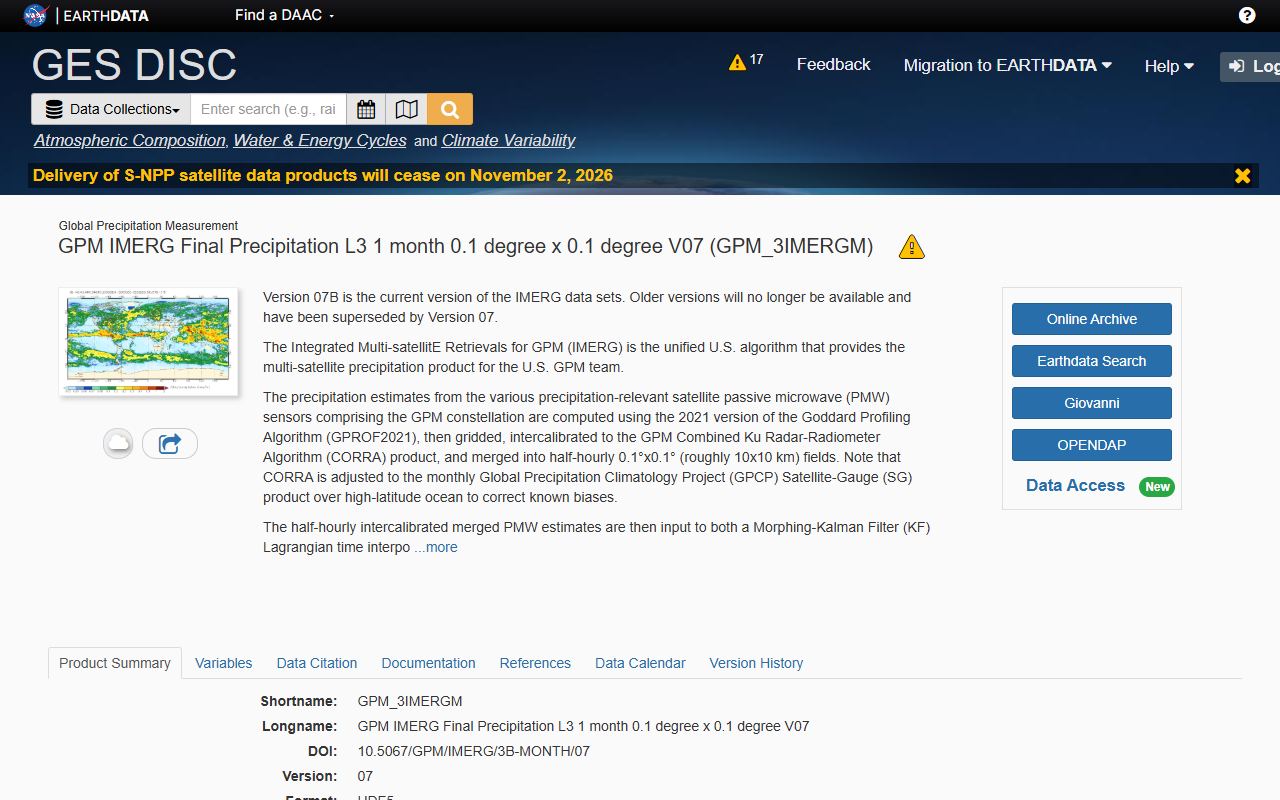 NASA | EARTHDATA
Find a DAAC
?
GES DISC
17
Feedback
Migration to EARTHDATA
Help
Log
Data Collections
Enter search (e.g., rai
Atmospheric Composition, Water & Energy Cycles and Climate Variability
Delivery of S-NPP satellite data products will cease on November 2, 2026
Global Precipitation Measurement
GPM IMERG Final Precipitation L3 1 month 0.1 degree x 0.1 degree V07 (GPM_3IMERGM)
Version 07B is the current version of the IMERG data sets. Older versions will no longer be available and
have been superseded by Version 07.
The Integrated Multi-satellitE Retrievals for GPM (IMERG) is the unified U.S. algorithm that provides the
multi-satellite precipitation product for the U.S. GPM team.
The precipitation estimates from the various precipitation-relevant satellite passive microwave (PMW)
sensors comprising the GPM constellation are computed using the 2021 version of the Goddard Profiling
Algorithm (GPROF2021), then gridded, intercalibrated to the GPM Combined Ku Radar-Radiometer
Algorithm (CORRA) product, and merged into half-hourly 0.1°x0.1° (roughly 10x10 km) fields. Note that
CORRA is adjusted to the monthly Global Precipitation Climatology Project (GPCP) Satellite-Gauge (SG)
product over high-latitude ocean to correct known biases.
The half-hourly intercalibrated merged PMW estimates are then input to both a Morphing-Kalman Filter (KF)
Lagrangian time interpo ...more
Online Archive
Earthdata Search
Giovanni
OPENDAP
Data Access New
Product Summary
Variables
Data Citation
Documentation
References
Data Calendar
Version History
Shortname: GPM_3IMERGM
Longname: GPM IMERG Final Precipitation L3 1 month 0.1 degree x 0.1 degree V07
DOI: 10.5067/GPM/IMERG/3B-MONTH/07
Version: 07
Format: HDF5